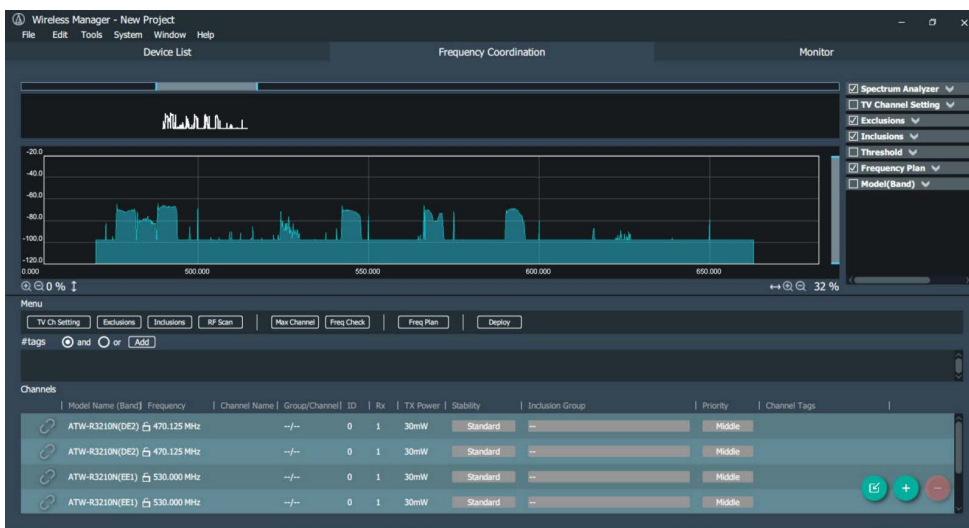 Wireless Manager - New Project
File Edit Tools System Window Help
Device List Frequency Coordination Monitor
Spectrum Analyzer
TV Channel Setting
Exclusions
Inclusions
Threshold
Frequency Plan
Model(Band)
-20.0
-40.0
-60.0
-80.0
-100.0
-120.0
0.000 500.000 550.000 600.000 650.000
0 % 32 %
Menu
TV Ch Setting Exclusions Inclusions RF Scan | Max Channel Freq Check | Freq Plan | Deploy
#tags and or Add
Channels
| Model Name (Band) | Frequency | Channel Name | Group/Channel | ID | Rx | TX Power | Stability | Inclusion Group | Priority | Channel Tags |
ATW-R3210N(DE2) 470.125 MHz --/-- 0 1 30mW Standard -- Middle
ATW-R3210N(DE2) 470.125 MHz --/-- 0 1 30mW Standard -- Middle
ATW-R3210N(EE1) 530.000 MHz --/-- 0 1 30mW Standard -- Middle
ATW-R3210N(EE1) 530.000 MHz --/-- 0 1 30mW Standard -- Middle